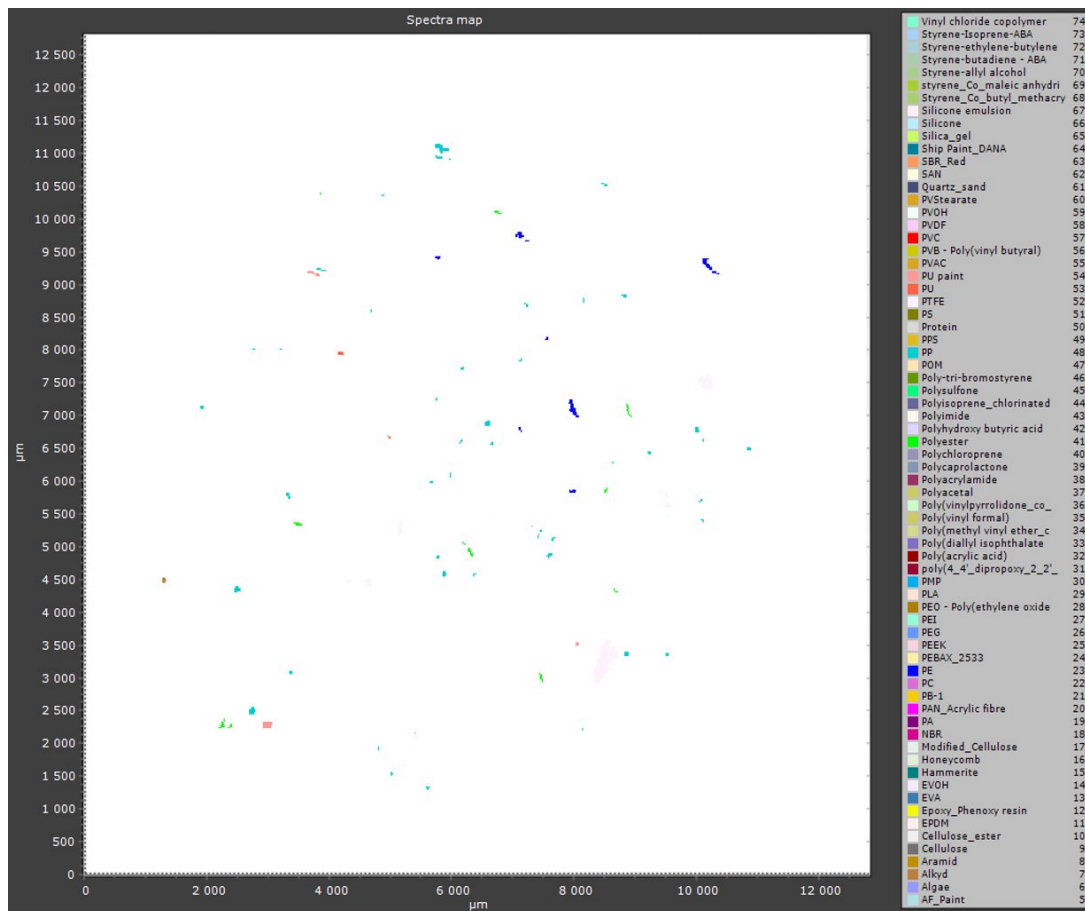 Spectra map
12 500
12 000
11 500
11 000
10 500
10 000
9 500
9 000
8 500
8 000
7 500
7 000
6 500
6 000
5 500
5 000
4 500
4 000
3 500
3 000
2 500
2 000
1 500
1 000
500
0
µm
0 2 000 4 000 6 000 8 000 10 000 12 000
µm
Vinyl chloride copolymer 74
Styrene-Isoprene-ABA 73
Styrene-ethylene-butylene 72
Styrene-butadiene - ABA 71
Styrene-allyl alcohol 70
styrene_Co_maleic anhydri 69
Styrene_Co_butyl_methacry 68
Silicone emulsion 67
Silicone 66
Silica_gel 65
Ship Paint_DANA 64
SBR_Red 63
SAN 62
Quartz_sand 61
PVStearate 60
PVOH 59
PVDF 58
PVC 57
PVB - Poly(vinyl butyral) 56
PVAC 55
PU paint 54
PU 53
PTFE 52
PS 51
Protein 50
PPS 49
PP 48
POM 47
Poly-tri-bromostyrene 46
Polysulfone 45
Polyisoprene_chlorinated 44
Polyimide 43
Polyhydroxy butyric acid 42
Polyester 41
Polychloroprene 40
Polycaprolactone 39
Polyacrylamide 38
Polyacetal 37
Poly(vinylpyrrolidone_co_ 36
Poly(vinyl formal) 35
Poly(methyl vinyl ether_c 34
Poly(diallyl isophthalate 33
Poly(acrylic acid) 32
poly(4_4'_dipropoxy_2_2'_ 31
PMP 30
PLA 29
PEO - Poly(ethylene oxide 28
PEI 27
PEG 26
PEEK 25
PEBAX_2533 24
PE 23
PC 22
PB-1 21
PAN_Acrylic fibre 20
PA 19
NBR 18
Modified_Cellulose 17
Honeycomb 16
Hammerite 15
EVOH 14
EVA 13
Epoxy_Phenoxy resin 12
EPDM 11
Cellulose_ester 10
Cellulose 9
Aramid 8
Alkyd 7
Algae 6
AF_Paint 5